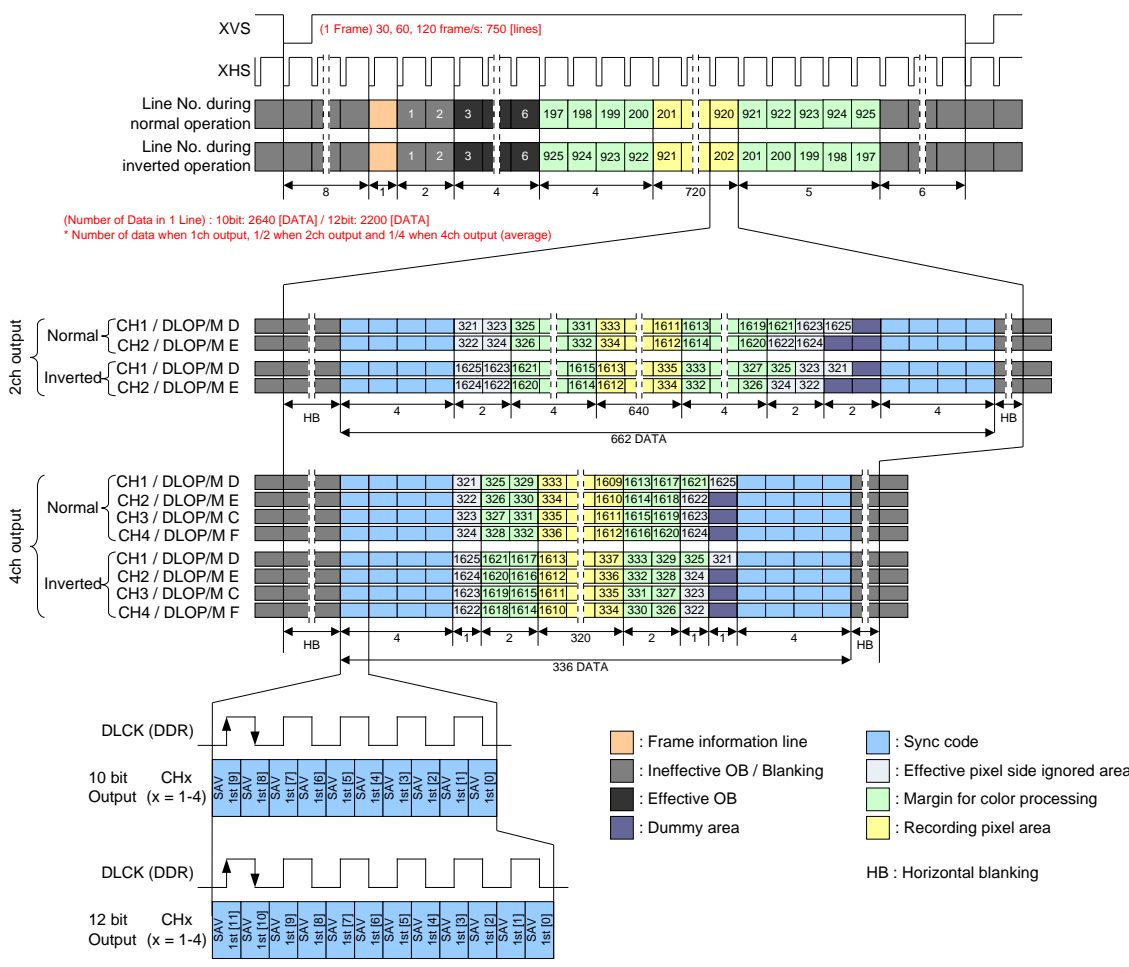 XVS
(1 Frame) 30, 60, 120 frame/s: 750 [lines]
XHS
Line No. during
normal operation
1 2 3 6 197 198 199 200 201 920 921 922 923 924 925
Line No. during
inverted operation
1 2 3 6 925 924 923 922 921 202 201 200 199 198 197
8 1 2 4 4 720 5 6
(Number of Data in 1 Line) : 10bit: 2640 [DATA] / 12bit: 2200 [DATA]
* Number of data when 1ch output, 1/2 when 2ch output and 1/4 when 4ch output (average)
2ch output
Normal
CH1 / DLOP/M D 321 323 325 331 333 1611 1613 1619 1621 1623 1625
CH2 / DLOP/M E 322 324 326 332 334 1612 1614 1620 1622 1624
Inverted
CH1 / DLOP/M D 1625 1623 1621 1615 1613 335 333 327 325 323 321
CH2 / DLOP/M E 1624 1622 1620 1614 1612 334 332 326 324 322
HB 4 2 4 640 4 2 2 4 HB
662 DATA
4ch output
Normal
CH1 / DLOP/M D 321 325 329 333 1609 1613 1617 1621 1625
CH2 / DLOP/M E 322 326 330 334 1610 1614 1618 1622
CH3 / DLOP/M C 323 327 331 335 1611 1615 1619 1623
CH4 / DLOP/M F 324 328 332 336 1612 1616 1620 1624
Inverted
CH1 / DLOP/M D 1625 1621 1617 1613 337 333 329 325 321
CH2 / DLOP/M E 1624 1620 1616 1612 336 332 328 324
CH3 / DLOP/M C 1623 1619 1615 1611 335 331 327 323
CH4 / DLOP/M F 1622 1618 1614 1610 334 330 326 322
HB 4 1 2 320 2 1 1 4 HB
336 DATA
DLCK (DDR)
10 bit CHx
Output (x = 1-4)
SAV 1st [9] SAV 1st [8] SAV 1st [7] SAV 1st [6] SAV 1st [5] SAV 1st [4] SAV 1st [3] SAV 1st [2] SAV 1st [1] SAV 1st [0]
DLCK (DDR)
12 bit CHx
Output (x = 1-4)
SAV 1st [11] SAV 1st [10] SAV 1st [9] SAV 1st [8] SAV 1st [7] SAV 1st [6] SAV 1st [5] SAV 1st [4] SAV 1st [3] SAV 1st [2] SAV 1st [1] SAV 1st [0]
: Frame information line
: Ineffective OB / Blanking
: Effective OB
: Dummy area
: Sync code
: Effective pixel side ignored area
: Margin for color processing
: Recording pixel area
HB : Horizontal blanking